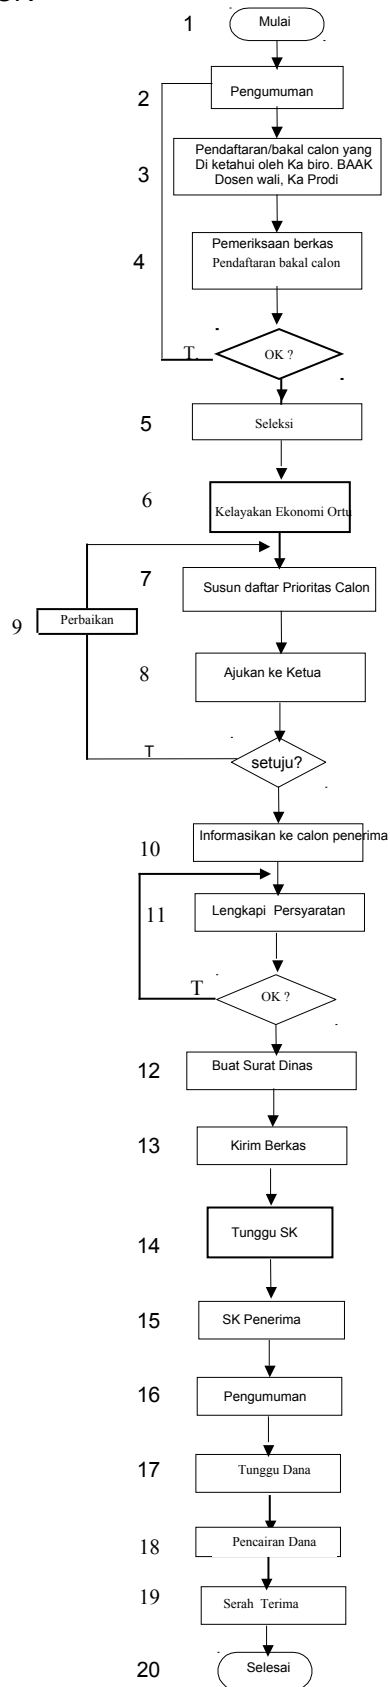 1
Mulai
2
Pengumuman
3
Pendaftaran/bakal calon yang
Di ketahui oleh Ka biro. BAAK
Dosen wali, Ka Prodi
4
Pemeriksaan berkas
Pendaftaran bakal calon
T.
OK ?
5
Seleksi
6
Kelayakan Ekonomi Ortu
7
Susun daftar Prioritas Calon
9
Perbaikan
8
Ajukan ke Ketua
T
setuju?
10
Informasikan ke calon penerima
11
Lengkapi Persyaratan
T
OK ?
12
Buat Surat Dinas
13
Kirim Berkas
14
Tunggu SK
15
SK Penerima
16
Pengumuman
17
Tunggu Dana
18
Pencairan Dana
19
Serah Terima
20
Selesai